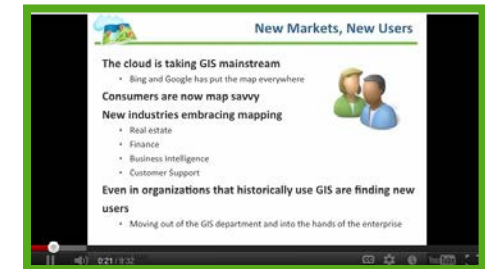 New Markets, New Users
The cloud is taking GIS mainstream
• Bing and Google has put the map everywhere
Consumers are now map savvy
New industries embracing mapping
• Real estate
• Finance
• Business Intelligence
• Customer Support
Even in organizations that historically use GIS are finding new
users
• Moving out of the GIS department and into the hands of the enterprise
0:21 / 9:32
CC